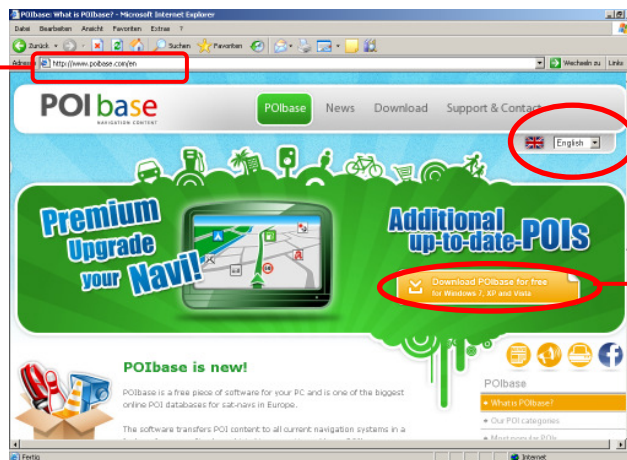 POIbase: What is POIbase? - Microsoft Internet Explorer
Datei Bearbeiten Ansicht Favoriten Extras ?
Zurück Suchen Favoriten
Adresse http://www.poibase.com/en Wechseln zu Links
POIbase
NAVIGATION CONTENT
POIbase News Download Support & Contact
English
Premium
Upgrade
your Navi!
Additional
up-to-date-POIs
Download POIbase for free
for Windows 7, XP and Vista
POIbase is new!
POIbase is a free piece of software for your PC and is one of the biggest
online POI databases for sat-navs in Europe.
The software transfers POI content to all current navigation systems in a
POIbase
What is POIbase?
Our POI categories
Most popular POIs
Fertig Internet